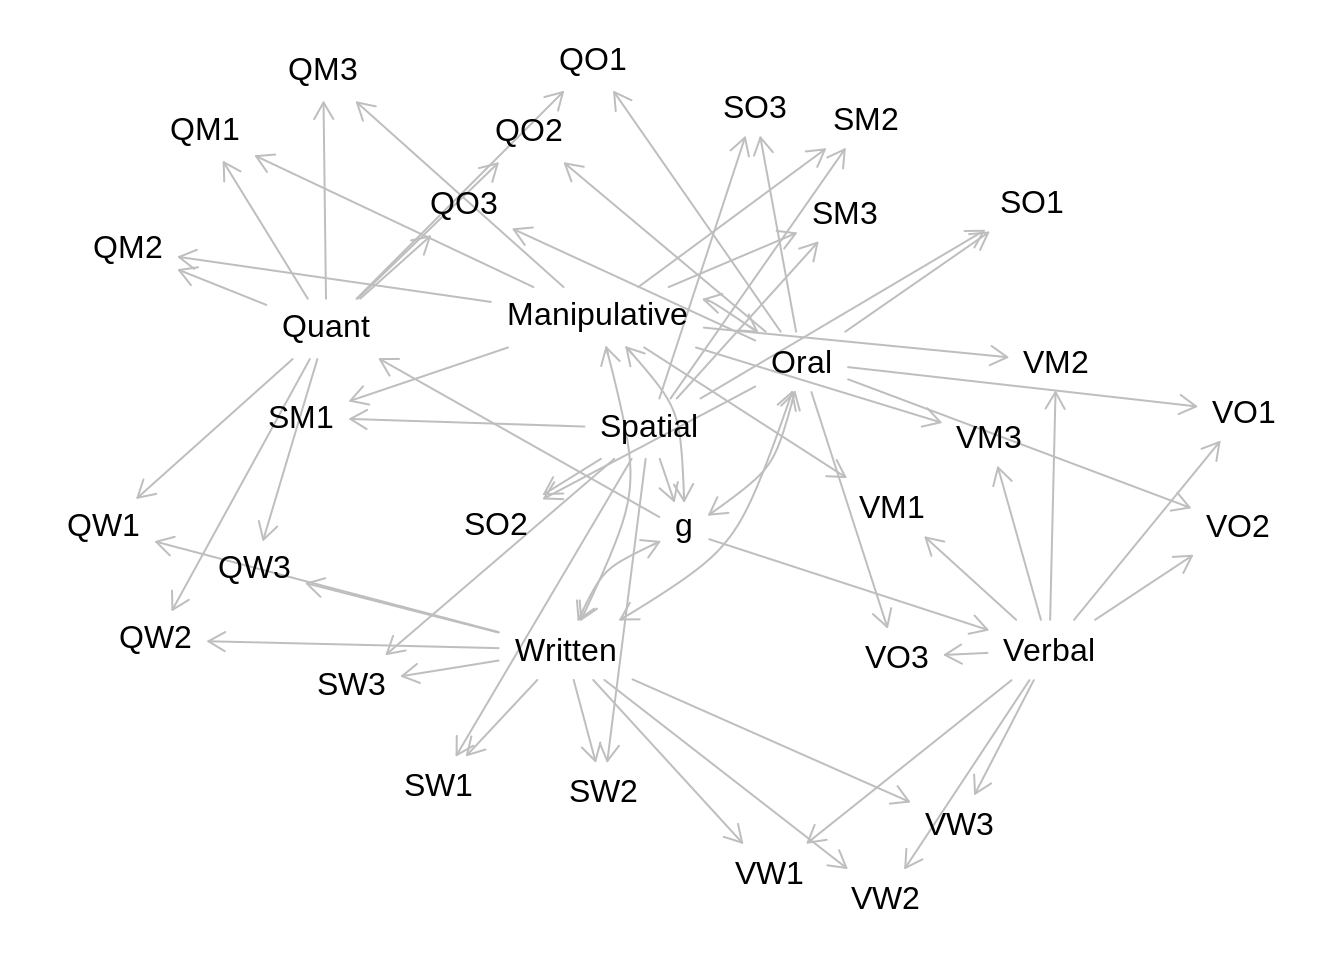 QO1
QM3
SO3
SM2
QM1
QO2
SO1
QO3
SM3
QM2
Manipulative
Quant
Oral
VM2
VO1
SM1
Spatial
VM3
VM1
SO2
QW1
g
VO2
QW3
QW2
Written
Verbal
VO3
SW3
SW1
SW2
VW3
VW1
VW2